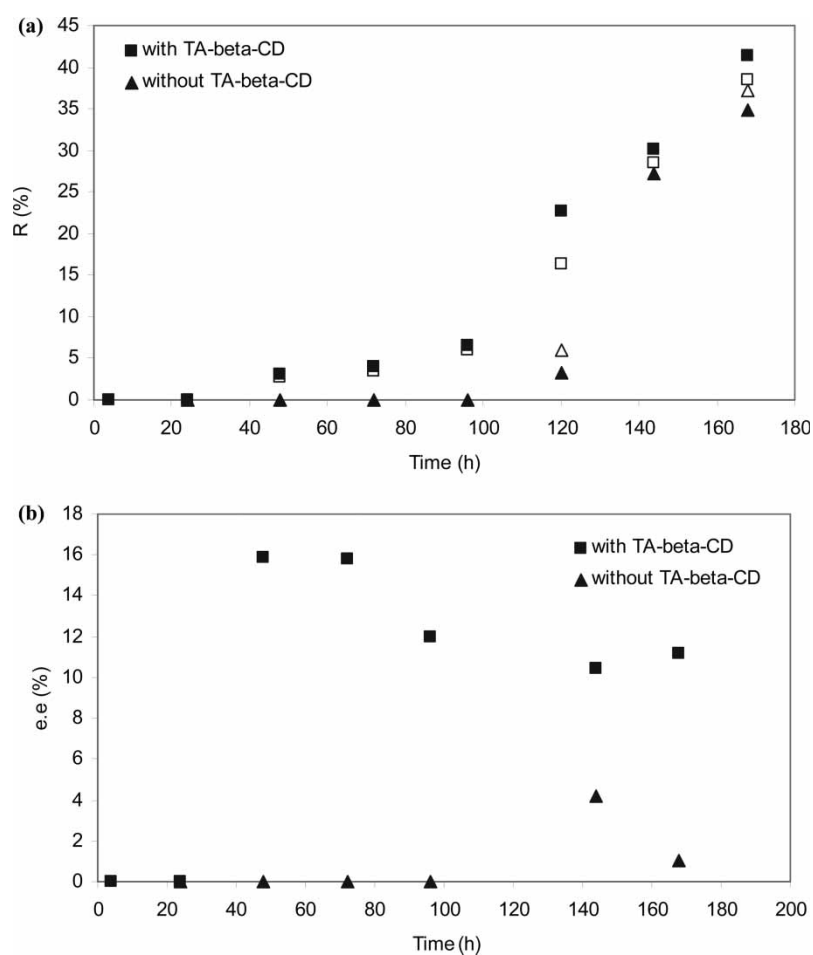 (a)
45
40
35
30
25
20
15
10
5
0
R (%)
with TA-beta-CD
without TA-beta-CD
0 20 40 60 80 100 120 140 160 180
Time (h)
(b)
18
16
14
12
10
8
6
4
2
0
e.e (%)
with TA-beta-CD
without TA-beta-CD
0 20 40 60 80 100 120 140 160 180 200
Time (h)